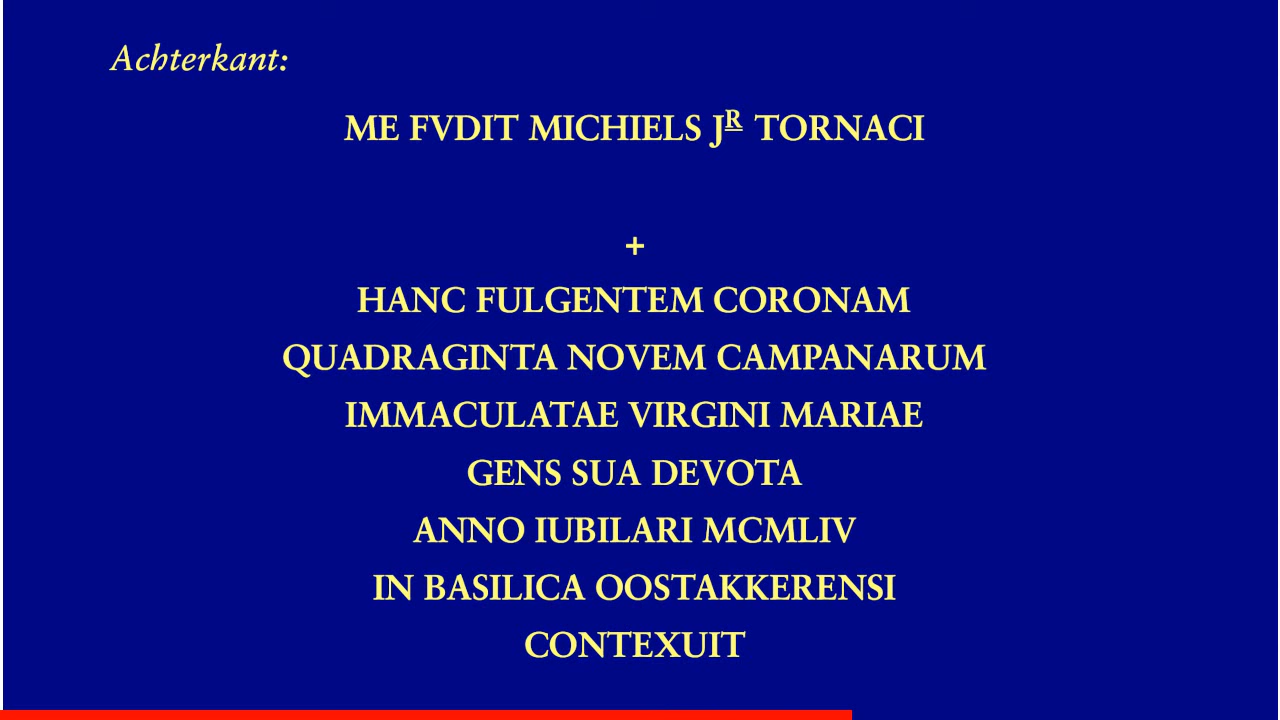 Achterkant:
ME FVDIT MICHIELS Jᴿ TORNACI
+
HANC FULGENTEM CORONAM
QUADRAGINTA NOVEM CAMPANARUM
IMMACULATAE VIRGINI MARIAE
GENS SUA DEVOTA
ANNO IUBILARI MCMLIV
IN BASILICA OOSTAKKERENSI
CONTEXUIT